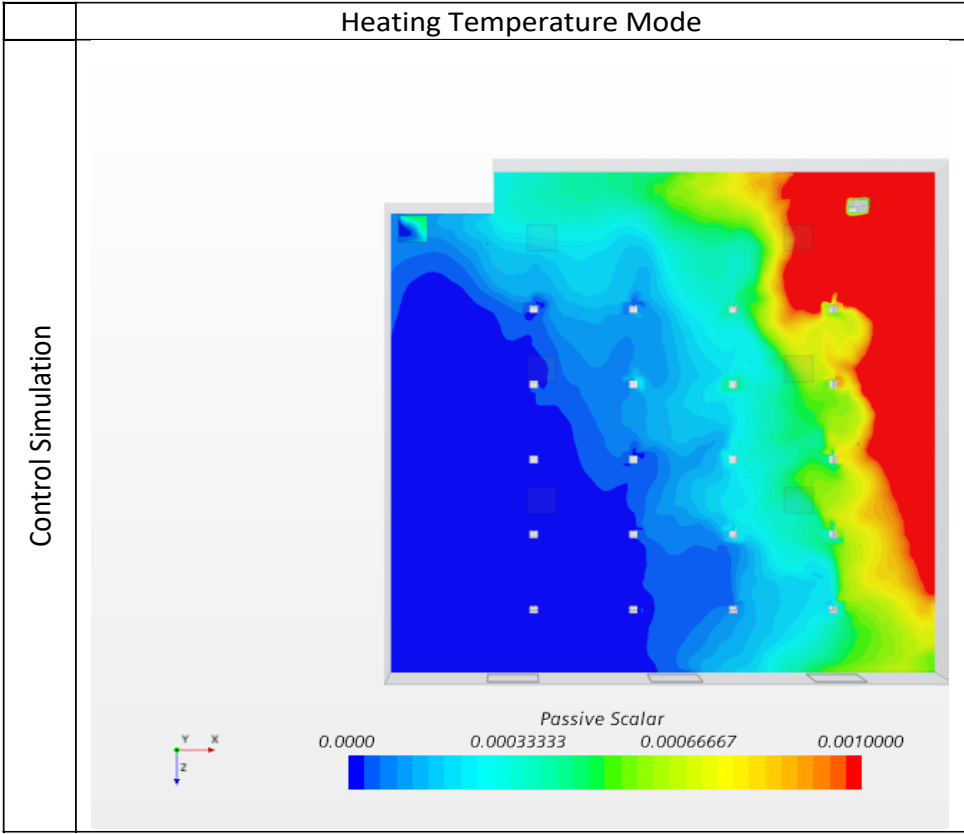 Heating Temperature Mode
Control Simulation
Passive Scalar
0.0000 0.00033333 0.00066667 0.0010000
Y X
Z